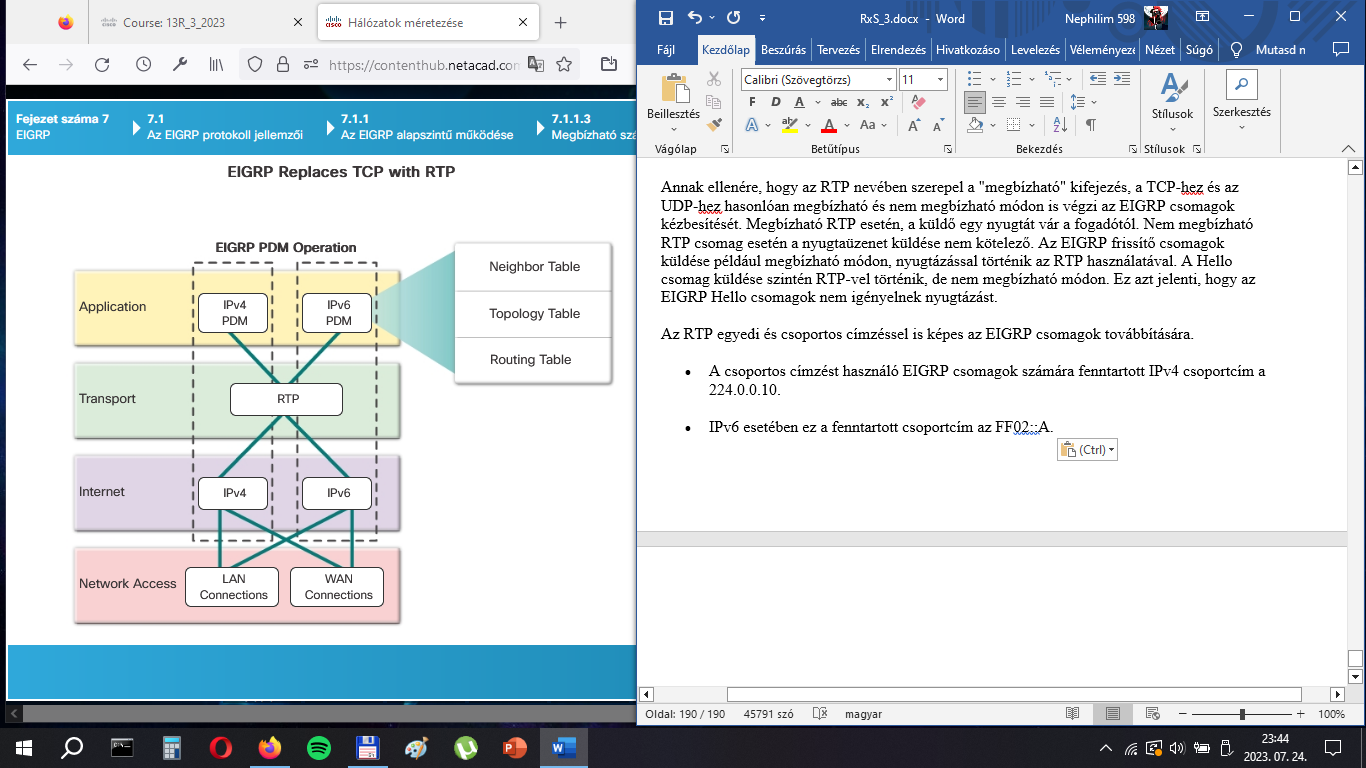 Course: 13R_3_2023
Hálózatok méretezése
https://contenthub.netacad.co
Fejezet száma 7
EIGRP
7.1
Az EIGRP protokoll jellemzői
7.1.1
Az EIGRP alapszintű működése
7.1.1.3
Megbízható szá
EIGRP Replaces TCP with RTP
EIGRP PDM Operation
Application
IPv4
PDM
IPv6
PDM
Neighbor Table
Topology Table
Routing Table
Transport
RTP
Internet
IPv4
IPv6
Network Access
LAN
Connections
WAN
Connections
RxS_3.docx - Word
Nephilim 598
Fájl
Kezdőlap
Beszúrás
Tervezés
Elrendezés
Hivatkozáso
Levelezés
Véleményezé
Nézet
Súgó
Mutasd n
Beillesztés
Vágólap
Calibri (Szövegtörzs)
11
F D A abc x₂ x²
A A Aa A A
Betűtípus
Bekezdés
Stílusok
Stílusok
Szerkesztés
Annak ellenére, hogy az RTP nevében szerepel a "megbízható" kifejezés, a TCP-hez és az
UDP-hez hasonlóan megbízható és nem megbízható módon is végzi az EIGRP csomagok
kézbesítését. Megbízható RTP esetén, a küldő egy nyugtát vár a fogadótól. Nem megbízható
RTP csomag esetén a nyugtaüzenet küldése nem kötelező. Az EIGRP frissítő csomagok
küldése például megbízható módon, nyugtázással történik az RTP használatával. A Hello
csomag küldése szintén RTP-vel történik, de nem megbízható módon. Ez azt jelenti, hogy az
EIGRP Hello csomagok nem igényelnek nyugtázást.
Az RTP egyedi és csoportos címzéssel is képes az EIGRP csomagok továbbítására.
• A csoportos címzést használó EIGRP csomagok számára fenntartott IPv4 csoportcím a
224.0.0.10.
• IPv6 esetében ez a fenntartott csoportcím az FF02::A.
(Ctrl)
Oldal: 190 / 190
45791 szó
magyar
100%
23:44
2023. 07. 24.